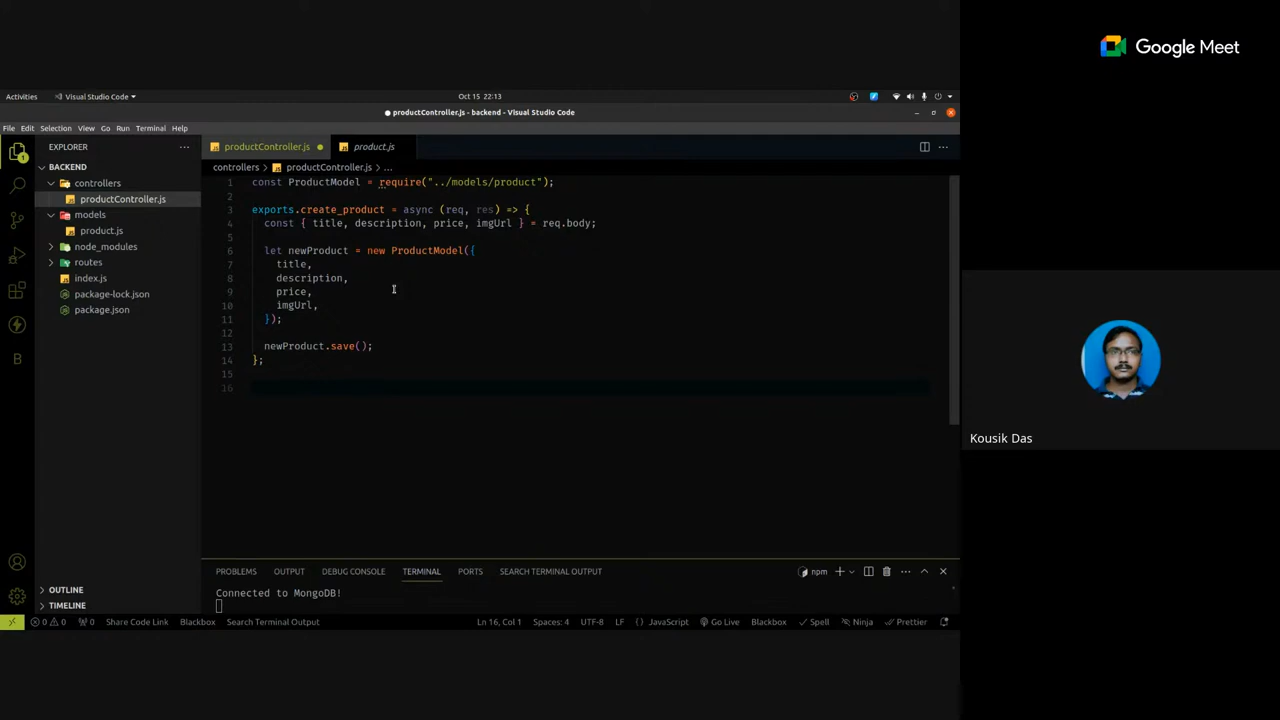 Google Meet
Activities
Visual Studio Code
Oct 15 22:13
● productController.js - backend - Visual Studio Code
File Edit Selection View Go Run Terminal Help
EXPLORER
BACKEND
controllers
productController.js
models
product.js
node_modules
routes
index.js
package-lock.json
package.json
OUTLINE
TIMELINE
productController.js
product.js
controllers > productController.js > ...
1 const ProductModel = require("../models/product");
2
3 exports.create_product = async (req, res) => {
4 const { title, description, price, imgUrl } = req.body;
5
6 let newProduct = new ProductModel({
7 title,
8 description,
9 price,
10 imgUrl,
11 });
12
13 newProduct.save();
14 };
15
16
PROBLEMS OUTPUT DEBUG CONSOLE TERMINAL PORTS SEARCH TERMINAL OUTPUT
npm
Connected to MongoDB!
0 0 0 Share Code Link Blackbox Search Terminal Output
Ln 16, Col 1 Spaces: 4 UTF-8 LF { } JavaScript Go Live Blackbox Spell Ninja Prettier
Kousik Das